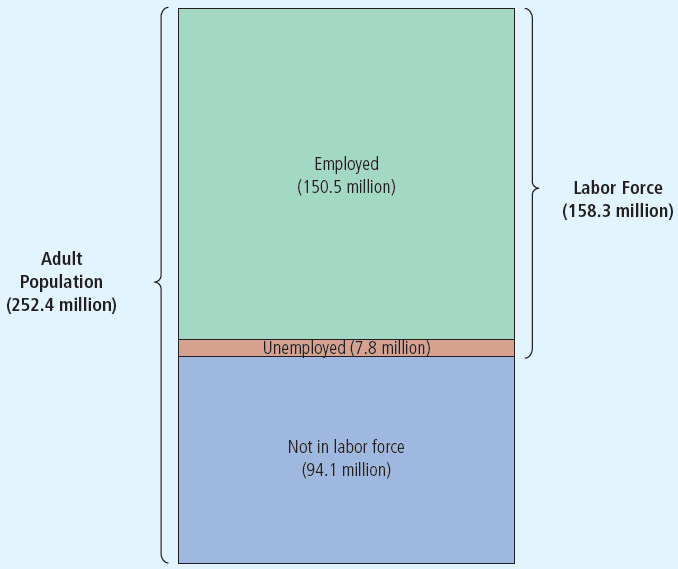 Employed
(150.5 million)
Labor Force
(158.3 million)
Adult
Population
(252.4 million)
Unemployed (7.8 million)
Not in labor force
(94.1 million)